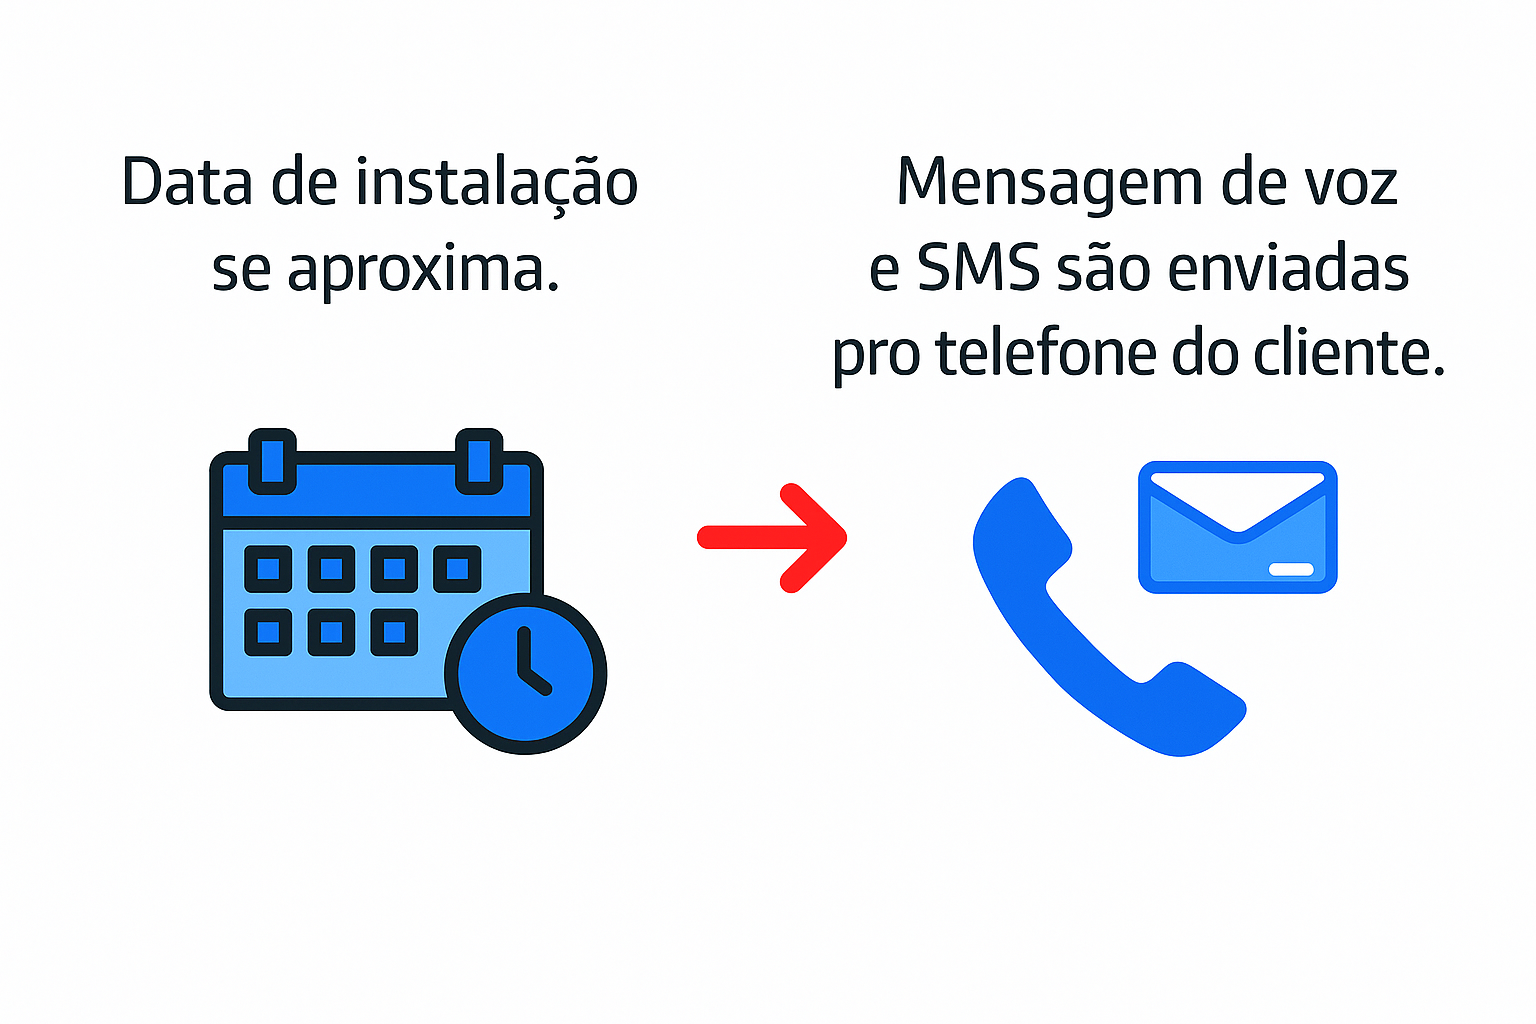 Data de instalação
se aproxima.
Mensagem de voz
e SMS são enviadas
pro telefone do cliente.